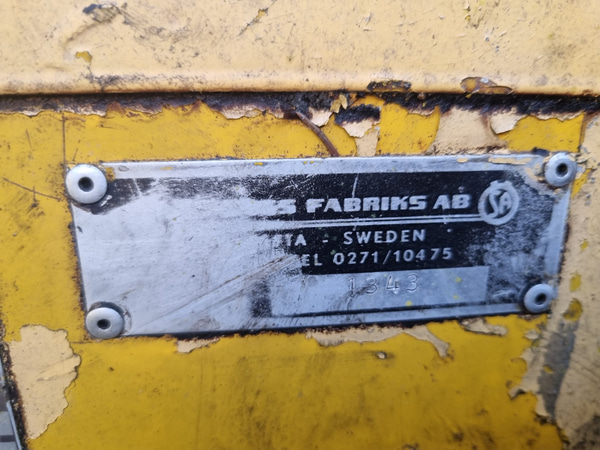 S FABRIKS AB SA
TA - SWEDEN
EL 0271/10475
1343